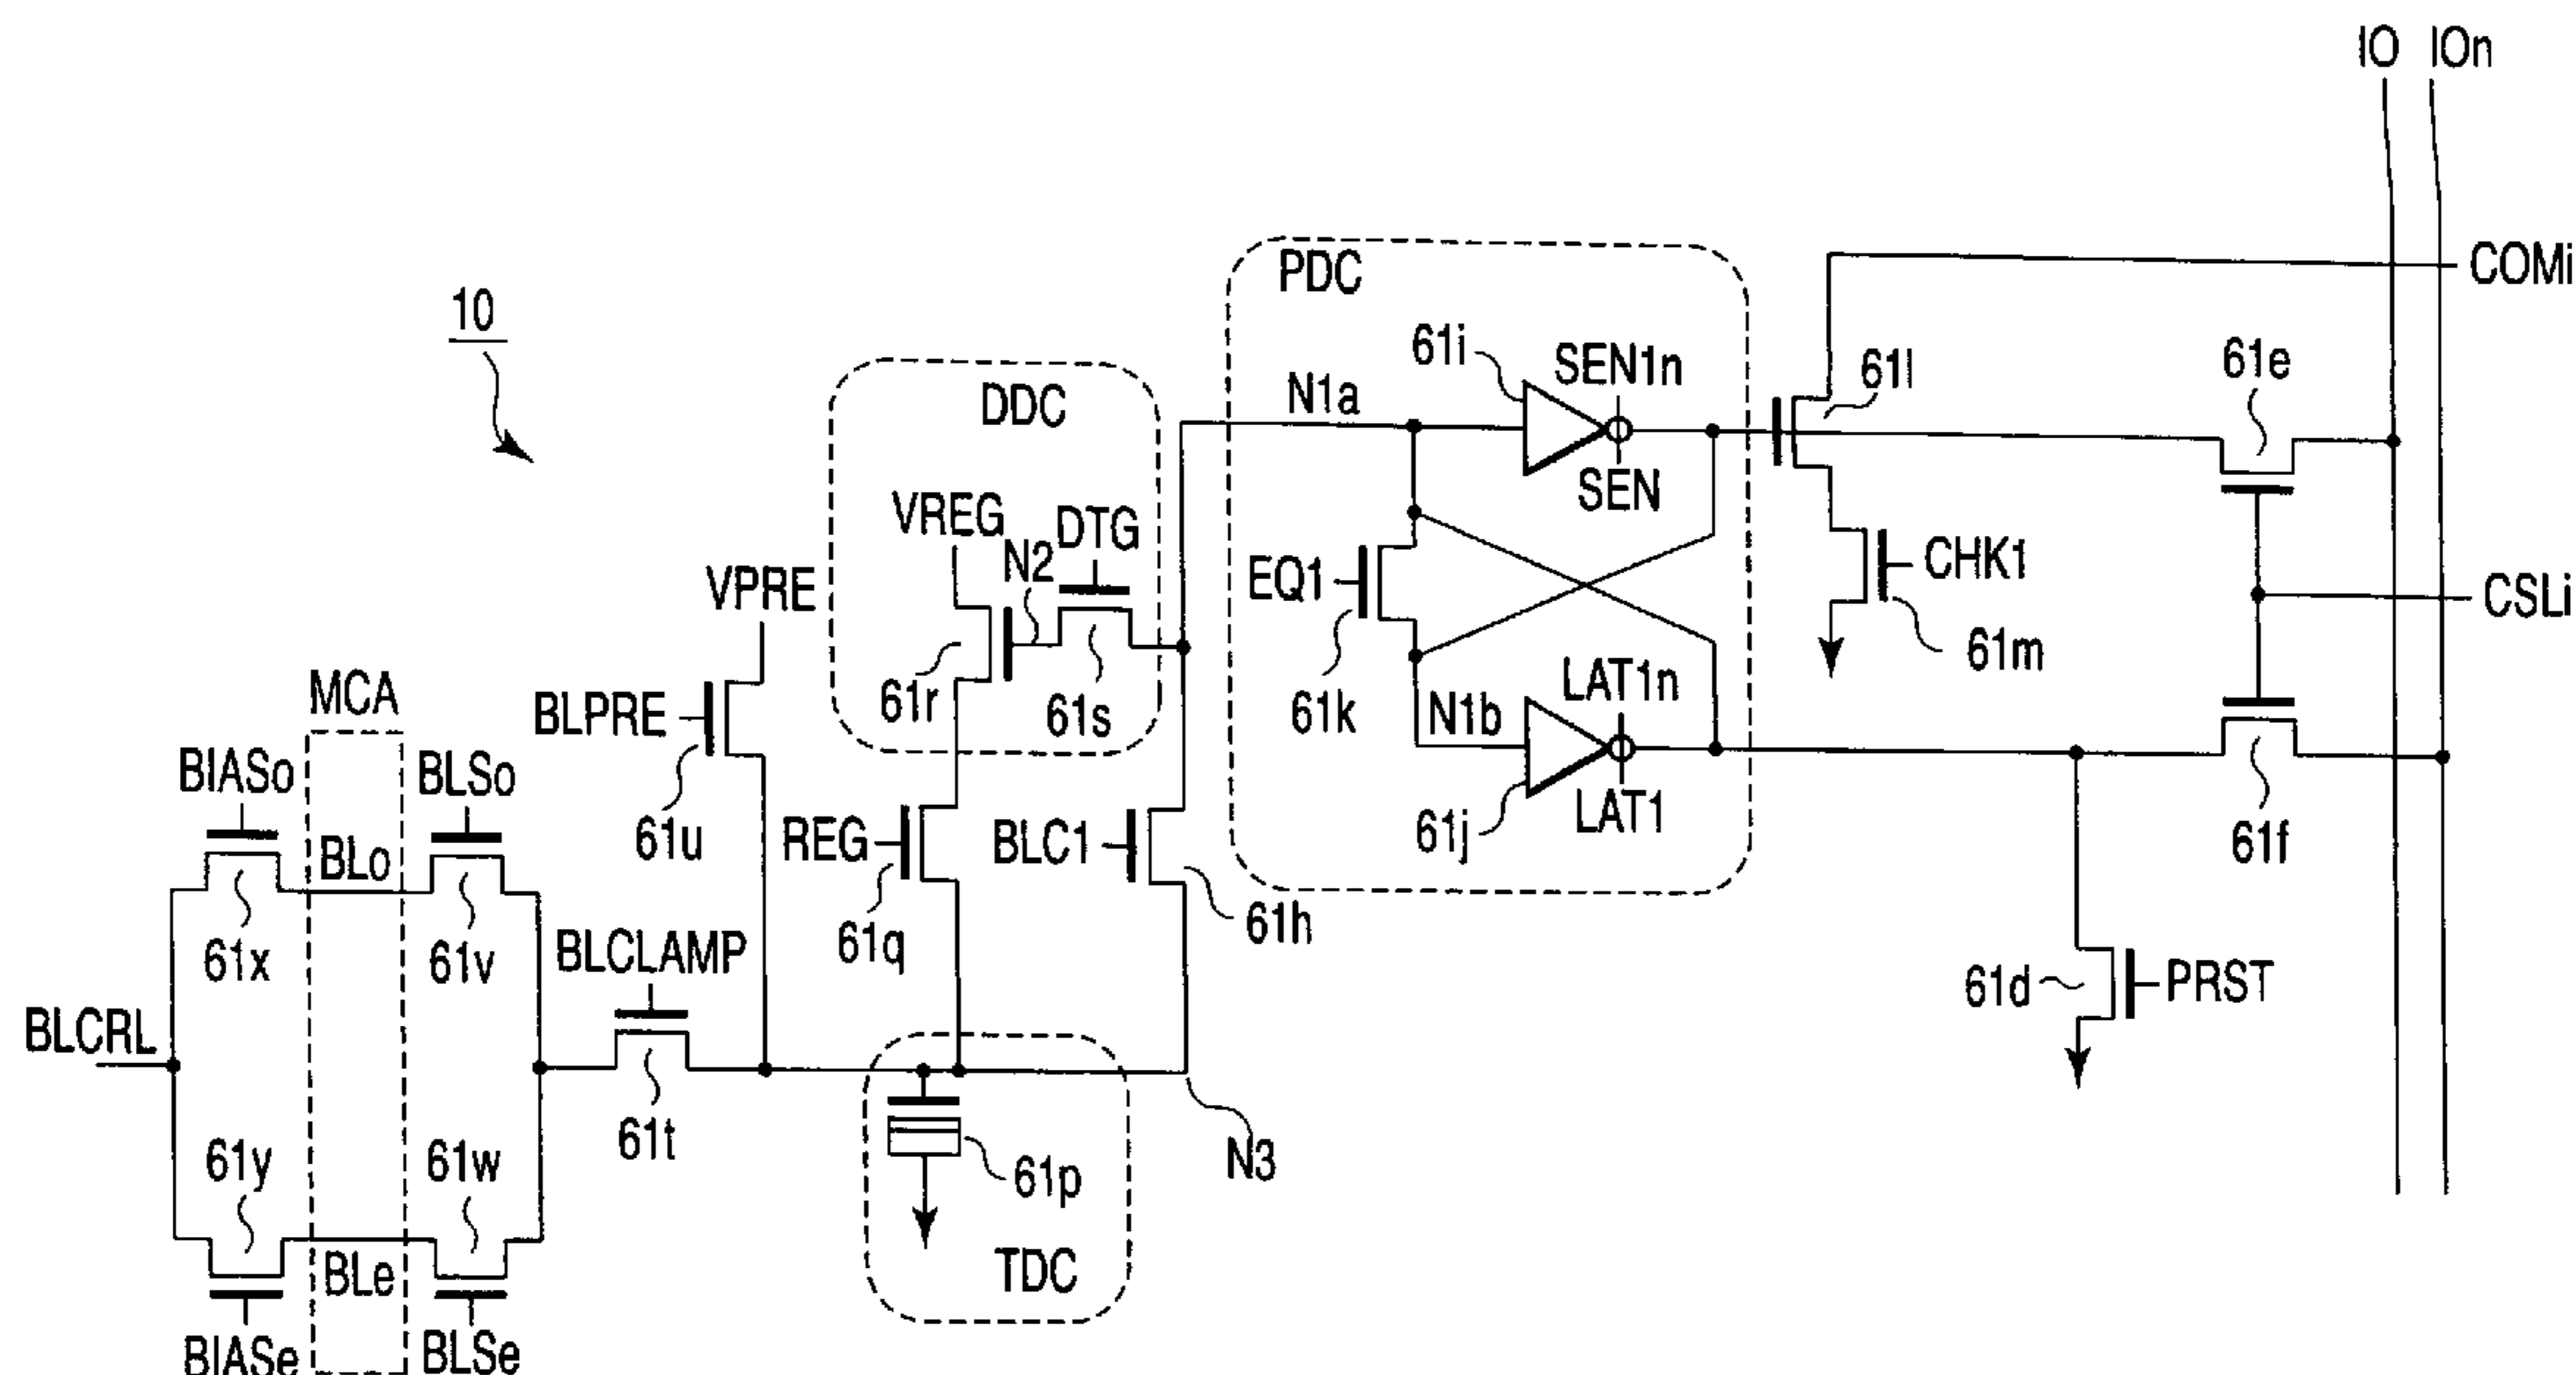 IO IOn
COMi
10
PDC
61i
SEN1n
61l
61e
DDC
N1a
SEN
VREG
N2
DTG
EQ1
CHK1
CSLi
VPRE
61r
61s
61k
N1b
LAT1n
61m
MCA
BLPRE
BIASo
BLSo
61u
REG
BLC1
61j
LAT1
61f
BLo
61x
61v
BLCLAMP
61q
61h
61d
PRST
BLCRL
61y
61w
61t
61p
N3
BLe
TDC
BIASe
BLSe